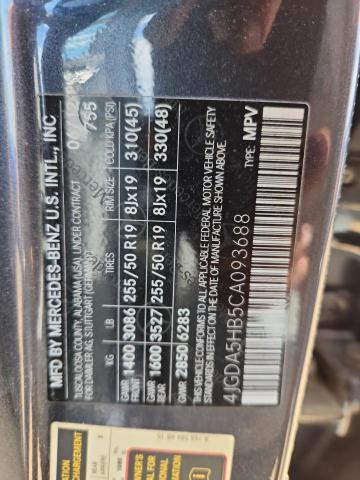 MFD BY MERCEDES-BENZ U.S. INTL., INC
TUSCALOOSA COUNTY, ALABAMA (USA), UNDER CONTRACT
FOR DAIMLER AG, STUTTGART (GERMANY)
755
GAWR KG LB RIM SIZE COLD KPA (PSI)
FRONT 1400 3086 255/50 R19 8Jx19 310(45)
GAWR
REAR 1600 3527 255/50 R19 8Jx19 330(48)
GVWR 2850 6283
THIS VEHICLE CONFORMS TO ALL APPLICABLE FEDERAL MOTOR VEHICLE SAFETY
STANDARDS IN EFFECT ON THE DATE OF MANUFACTURE SHOWN ABOVE.
4JGDA5HB5CA093688 TYPE: MPV